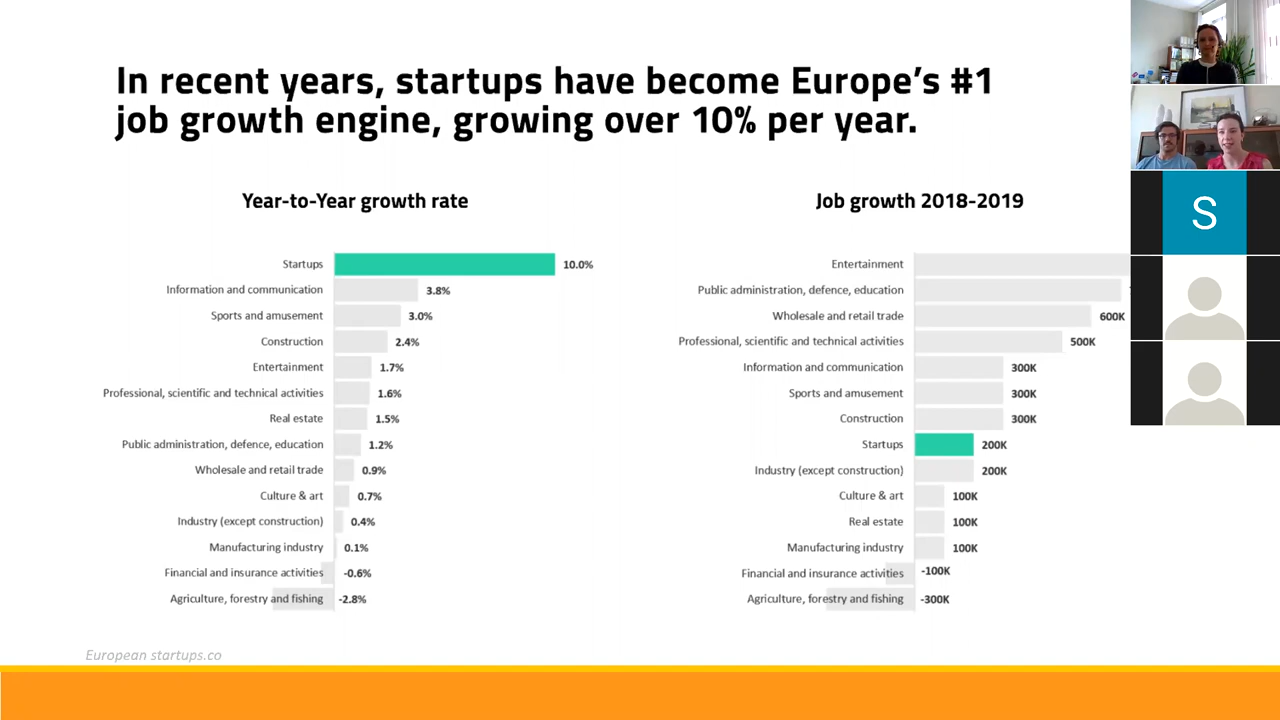 In recent years, startups have become Europe's #1
job growth engine, growing over 10% per year.
Year-to-Year growth rate
Startups 10.0%
Information and communication 3.8%
Sports and amusement 3.0%
Construction 2.4%
Entertainment 1.7%
Professional, scientific and technical activities 1.6%
Real estate 1.5%
Public administration, defence, education 1.2%
Wholesale and retail trade 0.9%
Culture & art 0.7%
Industry (except construction) 0.4%
Manufacturing industry 0.1%
Financial and insurance activities -0.6%
Agriculture, forestry and fishing -2.8%
Job growth 2018-2019
Entertainment
Public administration, defence, education
Wholesale and retail trade 600K
Professional, scientific and technical activities 500K
Information and communication 300K
Sports and amusement 300K
Construction 300K
Startups 200K
Industry (except construction) 200K
Culture & art 100K
Real estate 100K
Manufacturing industry 100K
Financial and insurance activities -100K
Agriculture, forestry and fishing -300K
European startups.co
S